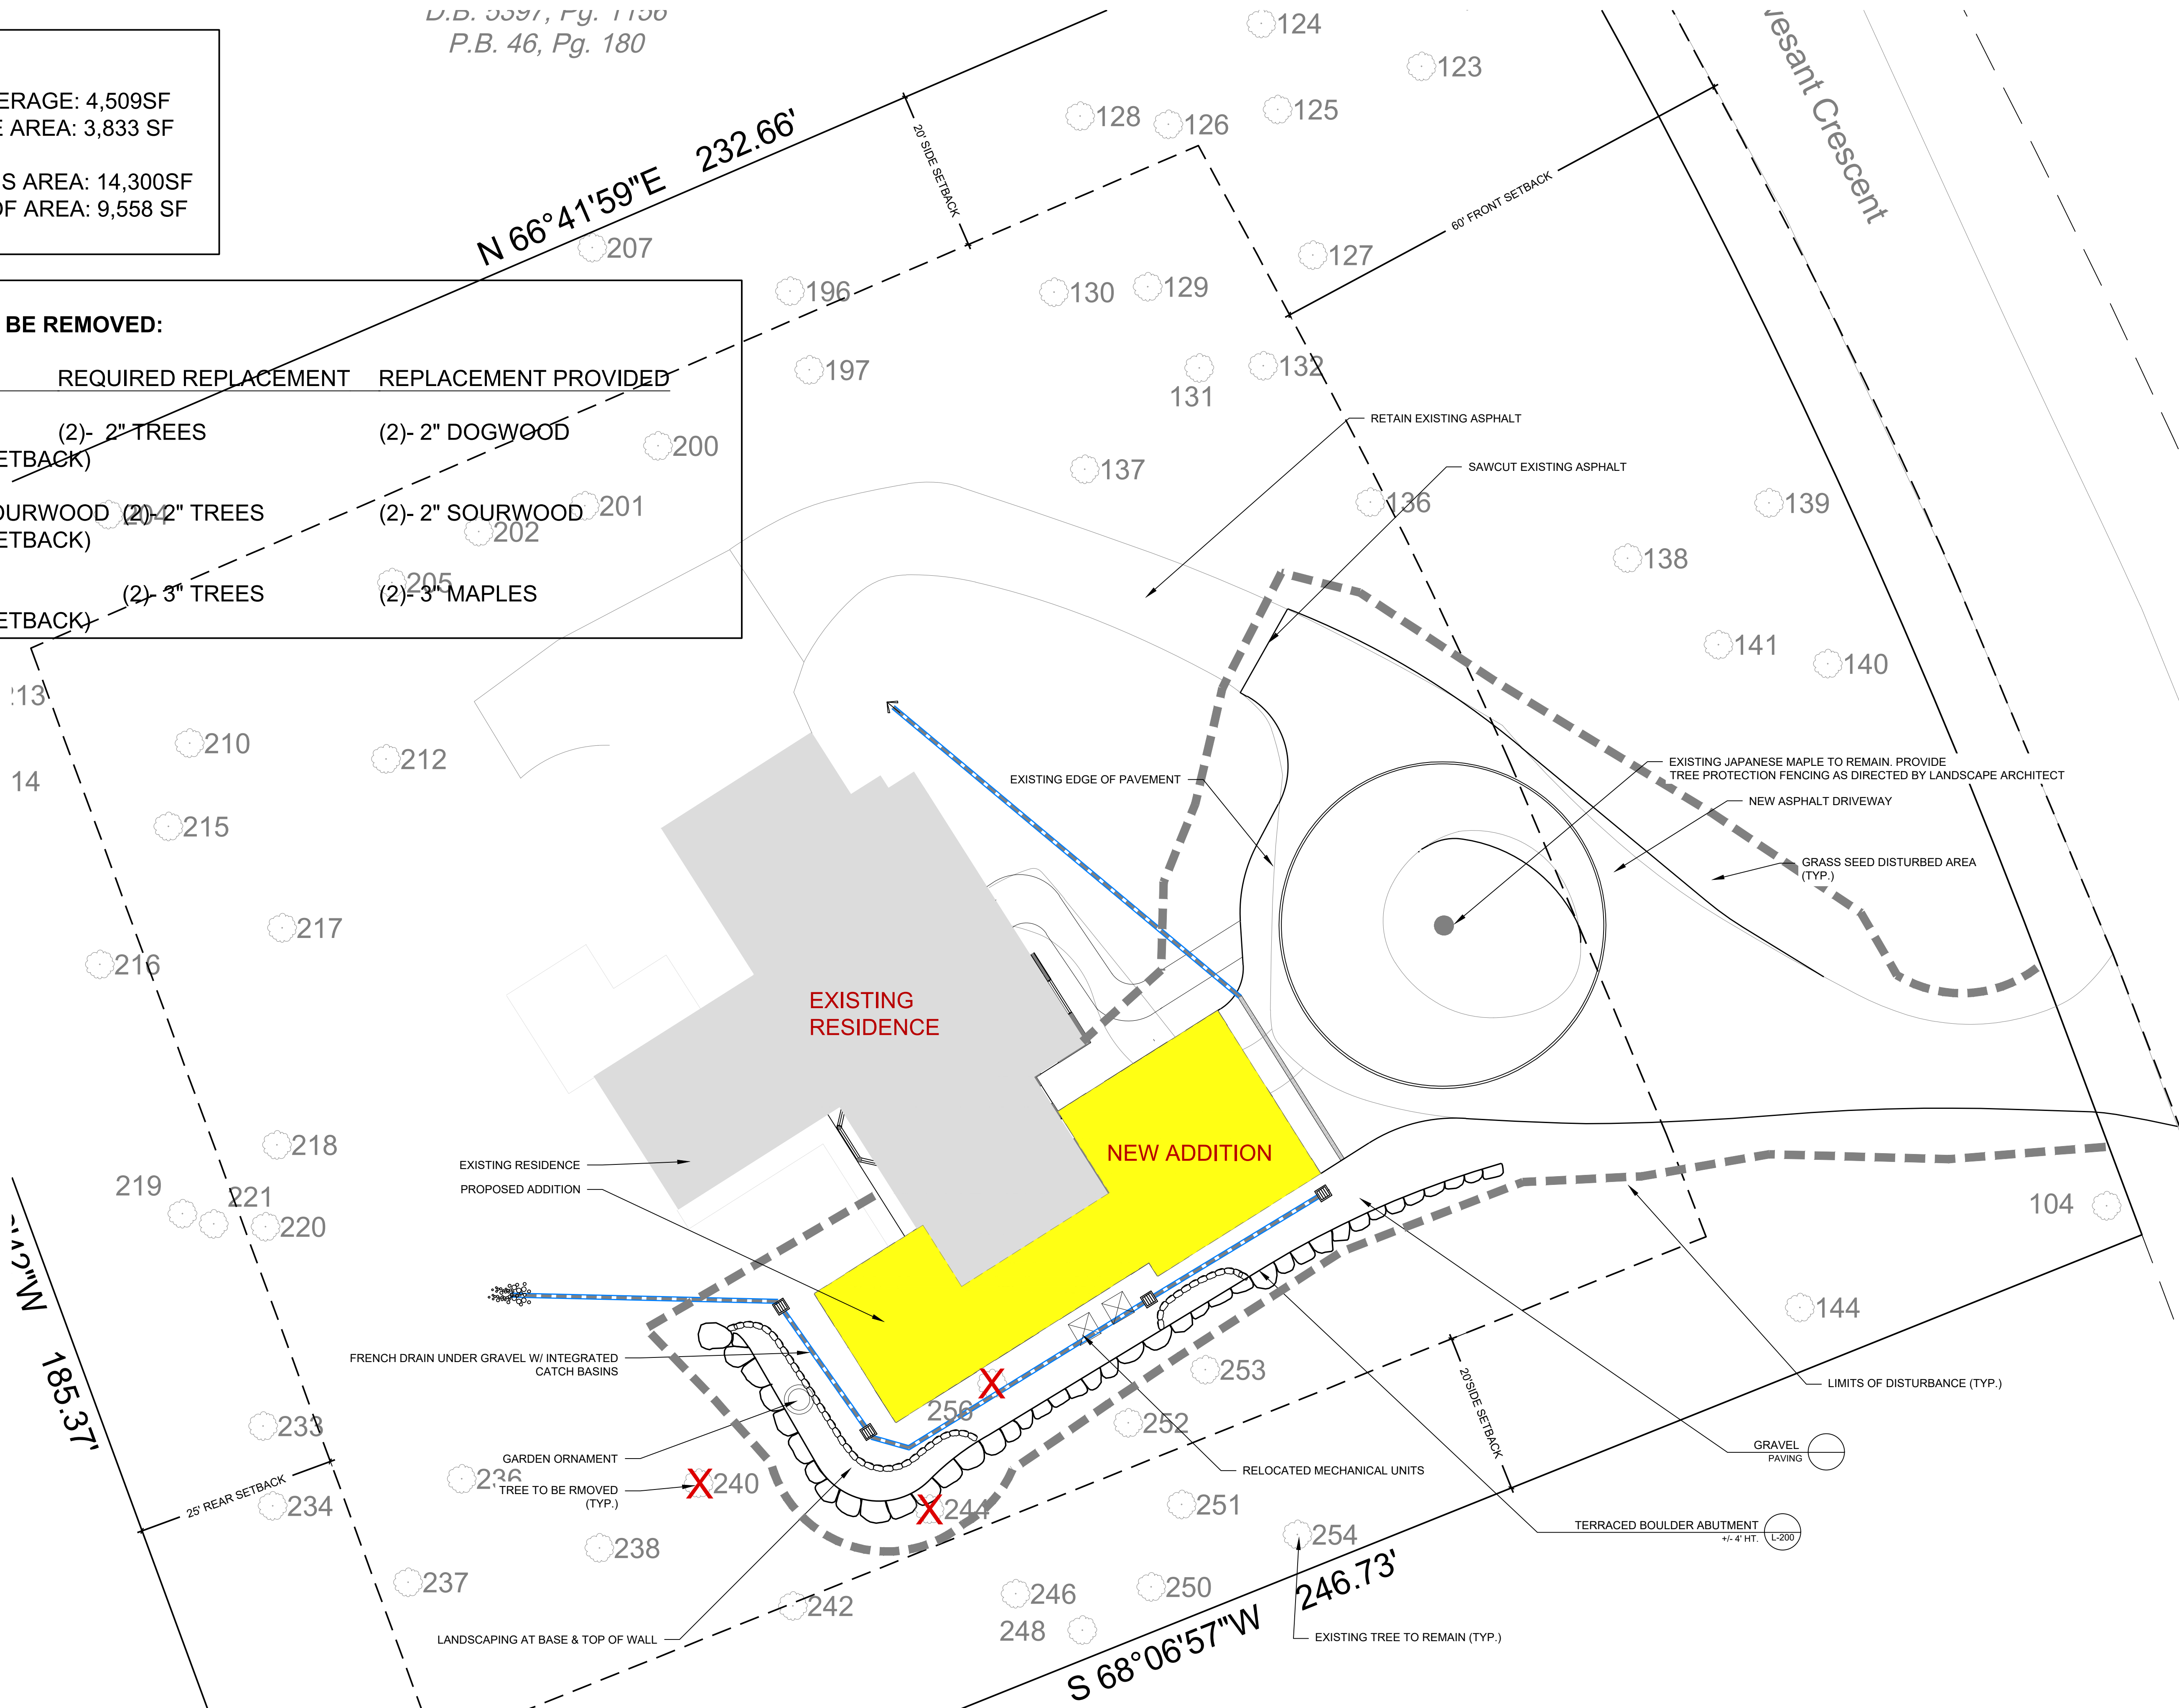 D.B. 5397, Pg. 1156
P.B. 46, Pg. 180
ERAGE: 4,509SF
E AREA: 3,833 SF
S AREA: 14,300SF
OF AREA: 9,558 SF
BE REMOVED:
REQUIRED REPLACEMENT REPLACEMENT PROVIDED
(2)- 2" TREES (2)- 2" DOGWOOD
ETBACK)
OURWOOD (2)- 2" TREES (2)- 2" SOURWOOD
ETBACK)
(2)- 3" TREES (2)- 3" MAPLES
ETBACK)
N 66°41'59"E 232.66'
20' SIDE SETBACK
60' FRONT SETBACK
vesant Crescent
124
123
128
126
125
207
127
196
130
129
197
131
132
200
137
136
139
204
202
201
205
138
141
140
213
210
212
14
215
217
216
218
219
221
220
233
236
234
237
238
240
242
244
246
248
250
251
252
253
254
256
144
104
RETAIN EXISTING ASPHALT
SAWCUT EXISTING ASPHALT
EXISTING EDGE OF PAVEMENT
EXISTING JAPANESE MAPLE TO REMAIN. PROVIDE
TREE PROTECTION FENCING AS DIRECTED BY LANDSCAPE ARCHITECT
NEW ASPHALT DRIVEWAY
GRASS SEED DISTURBED AREA
(TYP.)
EXISTING
RESIDENCE
NEW ADDITION
EXISTING RESIDENCE
PROPOSED ADDITION
FRENCH DRAIN UNDER GRAVEL W/ INTEGRATED
CATCH BASINS
GARDEN ORNAMENT
TREE TO BE RMOVED
(TYP.)
LANDSCAPING AT BASE & TOP OF WALL
25' REAR SETBACK
42"W
185.37'
X
X
X
20'SIDE SETBACK
RELOCATED MECHANICAL UNITS
LIMITS OF DISTURBANCE (TYP.)
GRAVEL
PAVING
TERRACED BOULDER ABUTMENT
+/- 4' HT.
L-200
EXISTING TREE TO REMAIN (TYP.)
S 68°06'57"W 246.73'